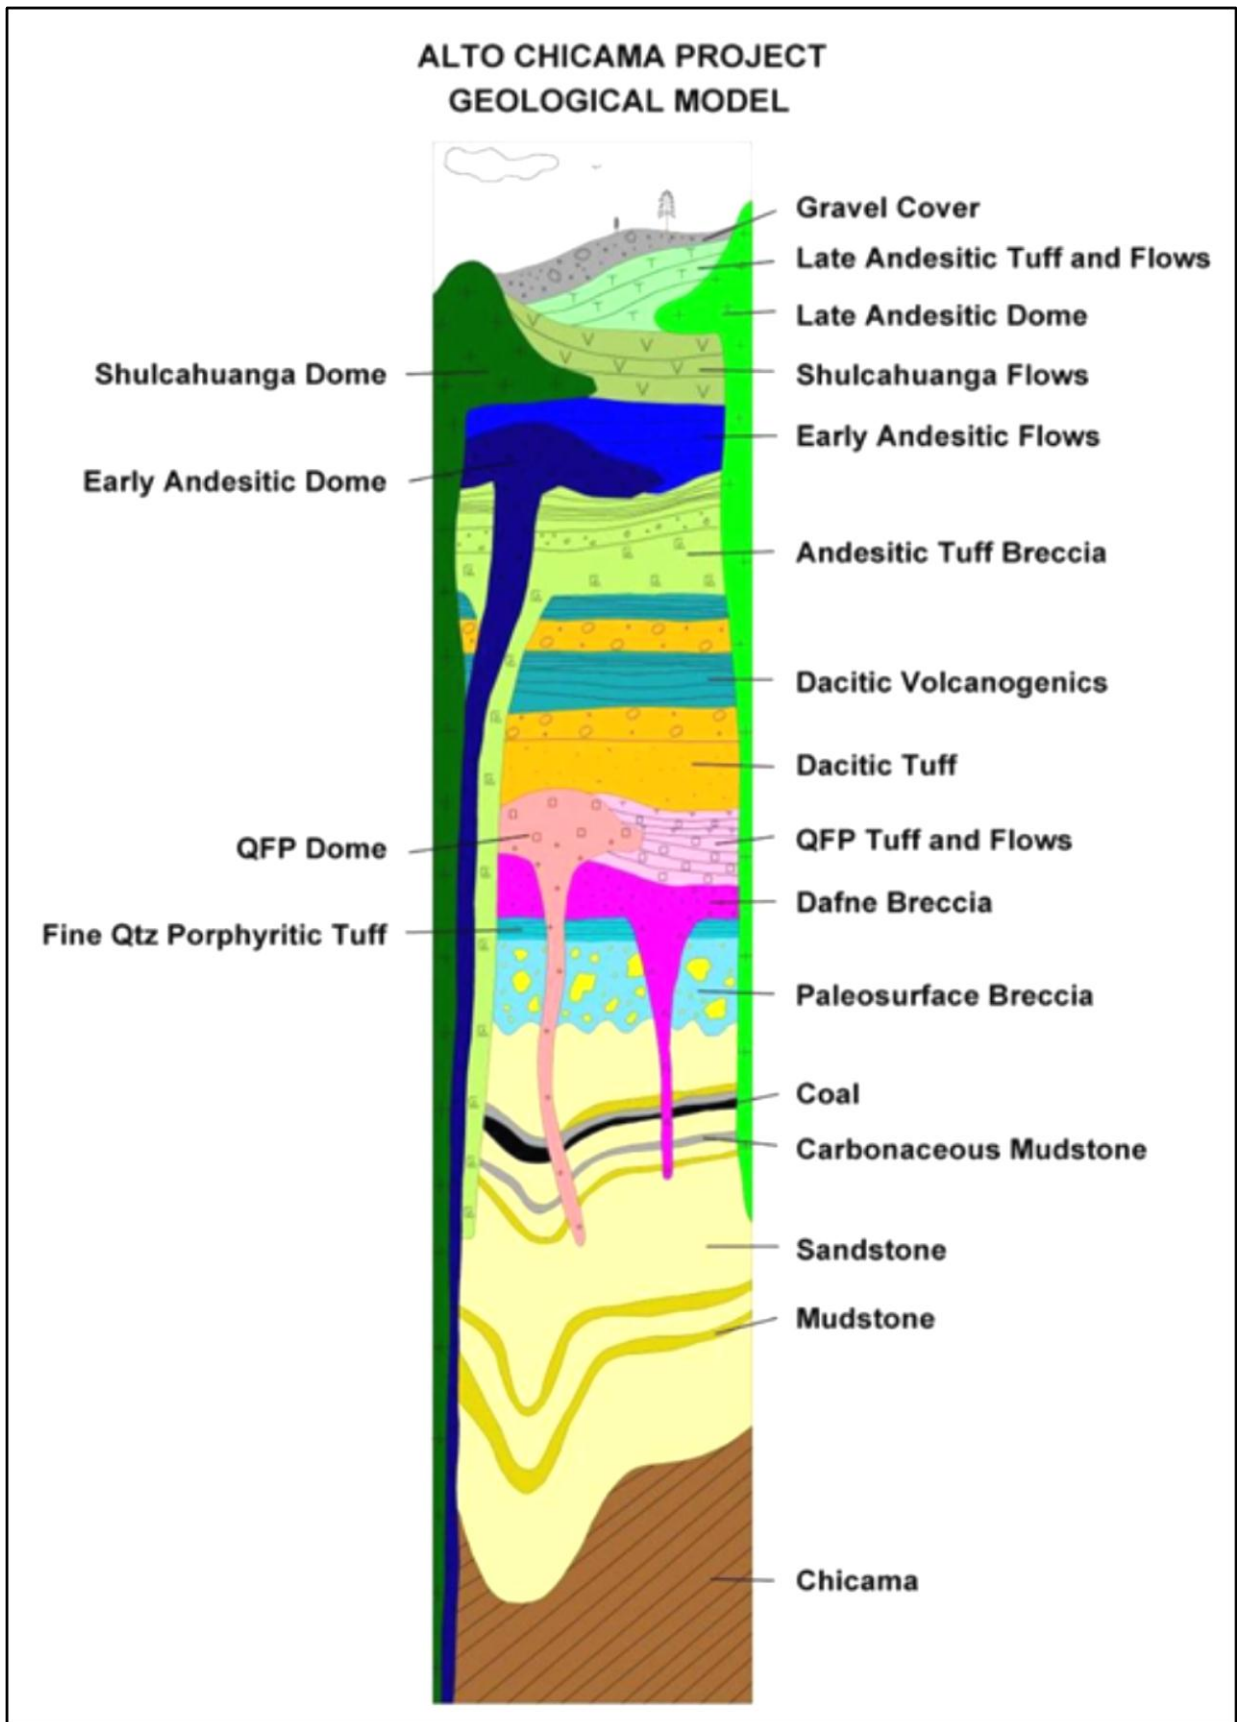 ALTO CHICAMA PROJECT
GEOLOGICAL MODEL
Gravel Cover
Late Andesitic Tuff and Flows
Late Andesitic Dome
Shulcahuanga Dome
Shulcahuanga Flows
Early Andesitic Flows
Early Andesitic Dome
Andesitic Tuff Breccia
Dacitic Volcanogenics
Dacitic Tuff
QFP Dome
QFP Tuff and Flows
Dafne Breccia
Fine Qtz Porphyritic Tuff
Paleosurface Breccia
Coal
Carbonaceous Mudstone
Sandstone
Mudstone
Chicama